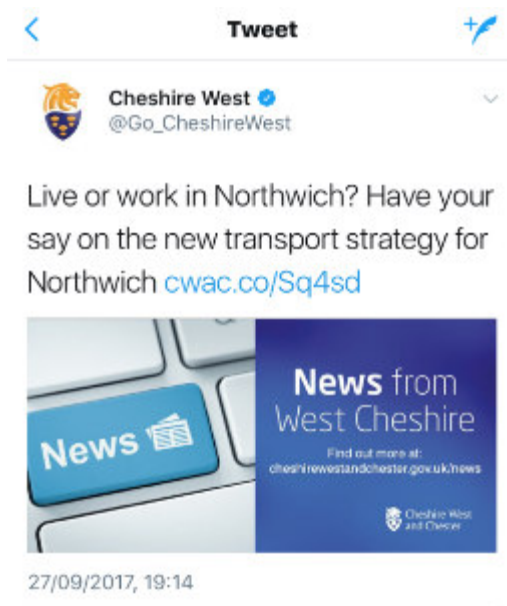 Tweet
Cheshire West
@Go_CheshireWest
Live or work in Northwich? Have your
say on the new transport strategy for
Northwich cwac.co/Sq4sd
News
News from
West Cheshire
Find out more at:
cheshirewestandchester.gov.uk/news
Cheshire West
and Chester
27/09/2017, 19:14